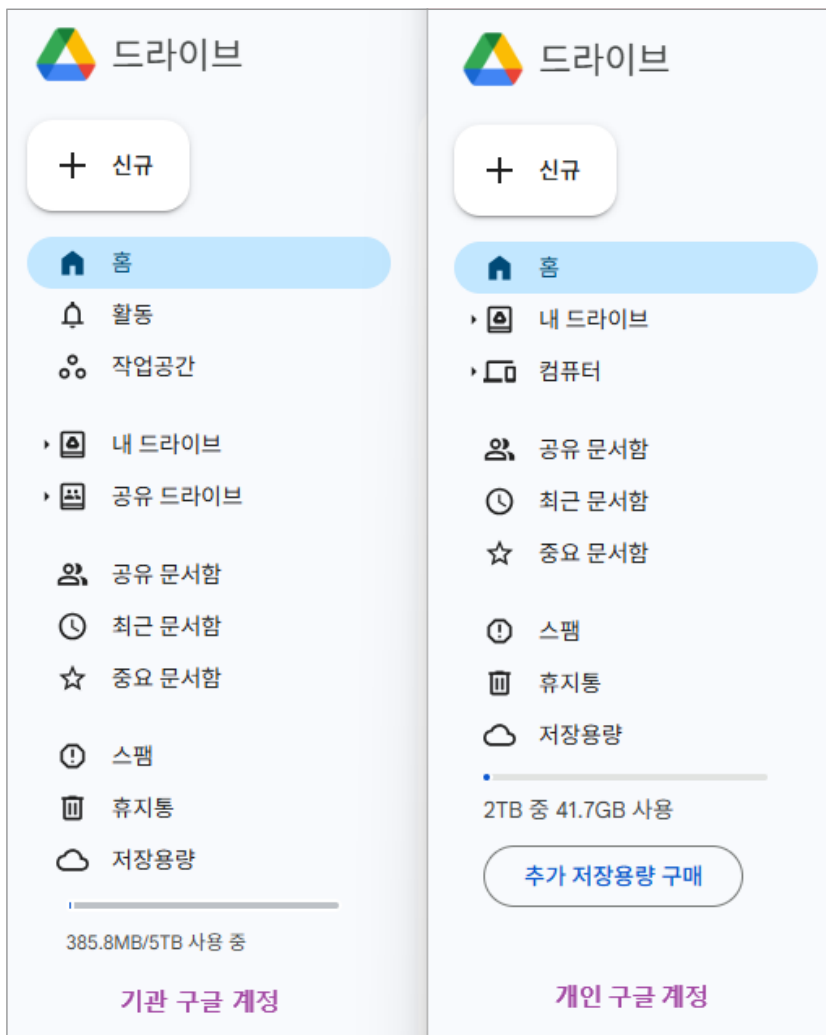 드라이브
신규
홈
활동
작업공간
내 드라이브
공유 드라이브
공유 문서함
최근 문서함
중요 문서함
스팸
휴지통
저장용량
385.8MB/5TB 사용 중
기관 구글 계정
드라이브
신규
홈
내 드라이브
컴퓨터
공유 문서함
최근 문서함
중요 문서함
스팸
휴지통
저장용량
2TB 중 41.7GB 사용
추가 저장용량 구매
개인 구글 계정